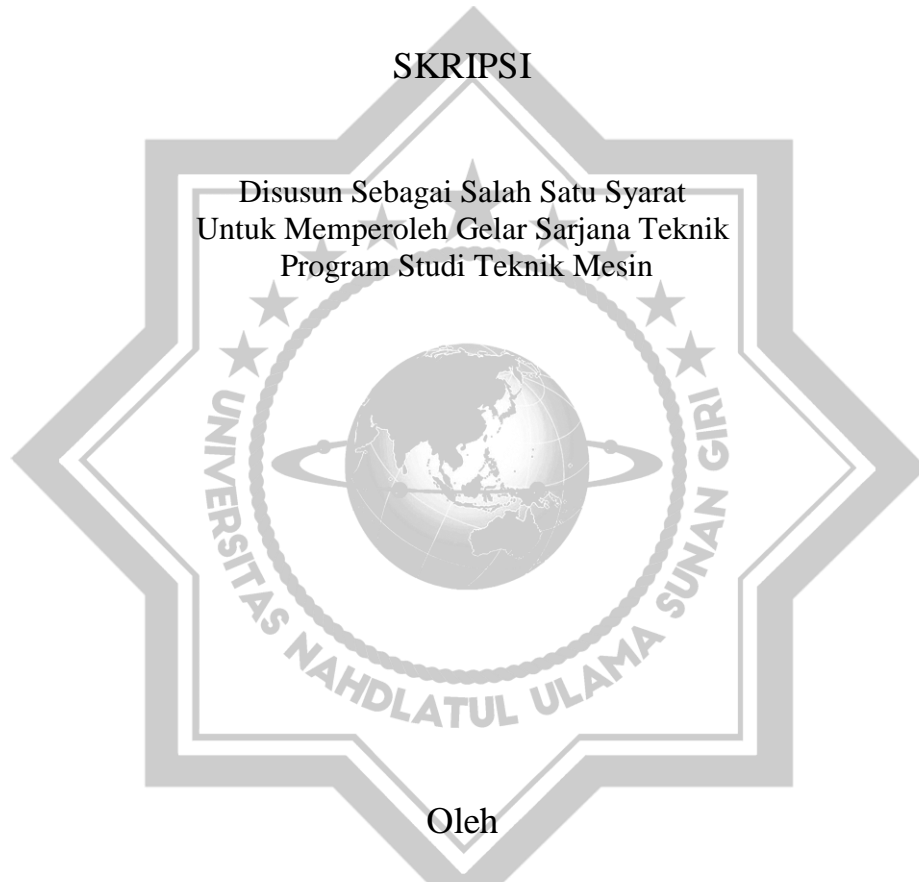 SKRIPSI
Disusun Sebagai Salah Satu Syarat
Untuk Memperoleh Gelar Sarjana Teknik
Program Studi Teknik Mesin
UNIVERSITAS NAHDLATUL ULAMA SUNAN GIRI
Oleh